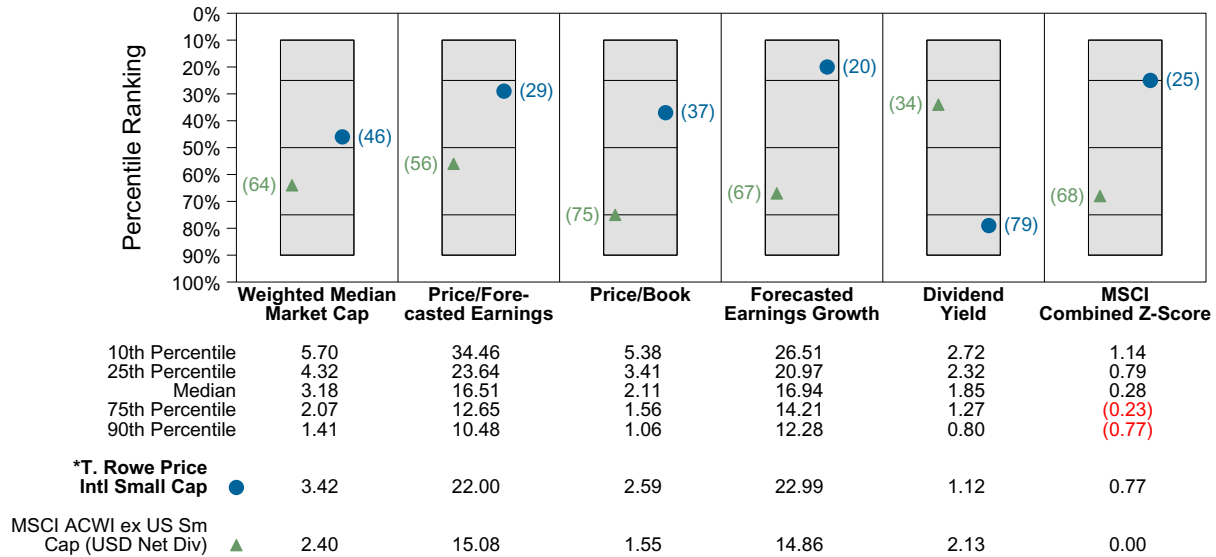 Percentile Ranking
0%
10%
20%
30%
40%
50%
60%
70%
80%
90%
100%
(64)
(46)
(56)
(29)
(75)
(37)
(67)
(20)
(34)
(79)
(68)
(25)
Weighted Median
Market Cap
Price/Fore-
casted Earnings
Price/Book
Forecasted
Earnings Growth
Dividend
Yield
MSCI
Combined Z-Score
10th Percentile 5.70 34.46 5.38 26.51 2.72 1.14
25th Percentile 4.32 23.64 3.41 20.97 2.32 0.79
Median 3.18 16.51 2.11 16.94 1.85 0.28
75th Percentile 2.07 12.65 1.56 14.21 1.27 (0.23)
90th Percentile 1.41 10.48 1.06 12.28 0.80 (0.77)
*T. Rowe Price
Intl Small Cap 3.42 22.00 2.59 22.99 1.12 0.77
MSCI ACWI ex US Sm
Cap (USD Net Div) 2.40 15.08 1.55 14.86 2.13 0.00